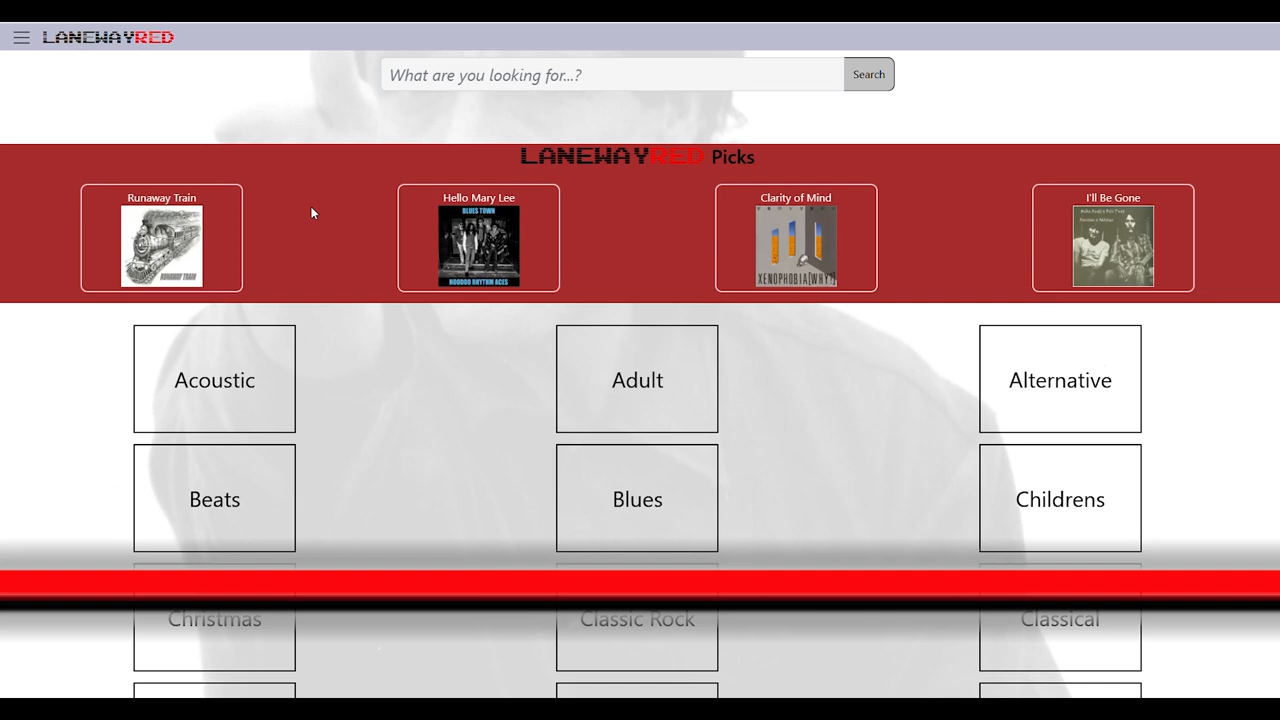 LANEWAYRED
What are you looking for...?
Search
LANEWAYRED Picks
Runaway Train
Hello Mary Lee
Clarity of Mind
I'll Be Gone
RUNAWAY TRAIN
BLUES TOWN
HOODOO RHYTHM ACES
XENOPHOBIA[WHY?]
Acoustic
Adult
Alternative
Beats
Blues
Childrens
Christmas
Classic Rock
Classical